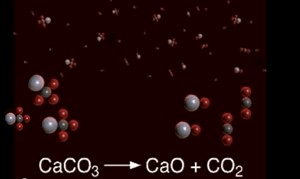 CaCO₃ → CaO + CO₂